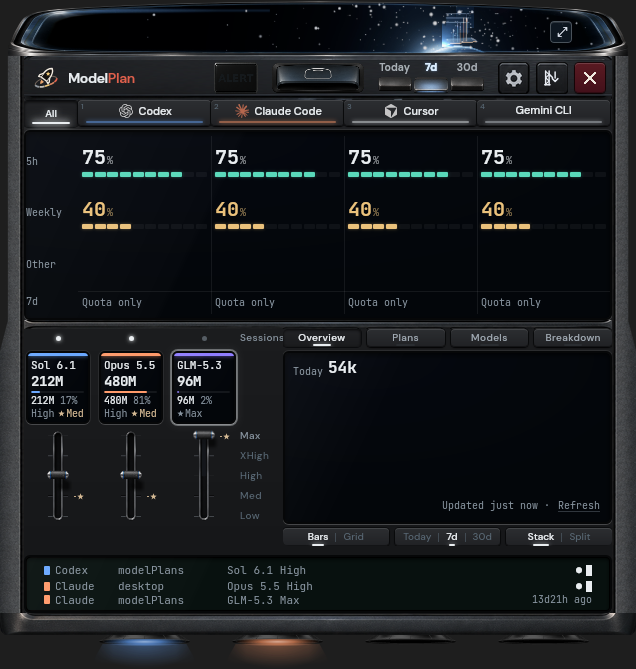 ModelPlan ALERT Today 7d 30d
All 1 Codex 2 Claude Code 3 Cursor 4 Gemini CLI
5h 75% 75% 75% 75%
Weekly 40% 40% 40% 40%
Other
7d Quota only Quota only Quota only Quota only
Sessions Overview Plans Models Breakdown
Sol 6.1 Opus 5.5 GLM-5.3
212M 480M 96M
212M 17% 480M 81% 96M 2%
High ★Med High ★Med ★Max
Today 54k
-★ Max
XHigh
High
-★ -★ Med
Low
Updated just now · Refresh
Bars | Grid Today | 7d | 30d Stack | Split
Codex modelPlans Sol 6.1 High
Claude desktop Opus 5.5 High
Claude modelPlans GLM-5.3 Max 13d21h ago